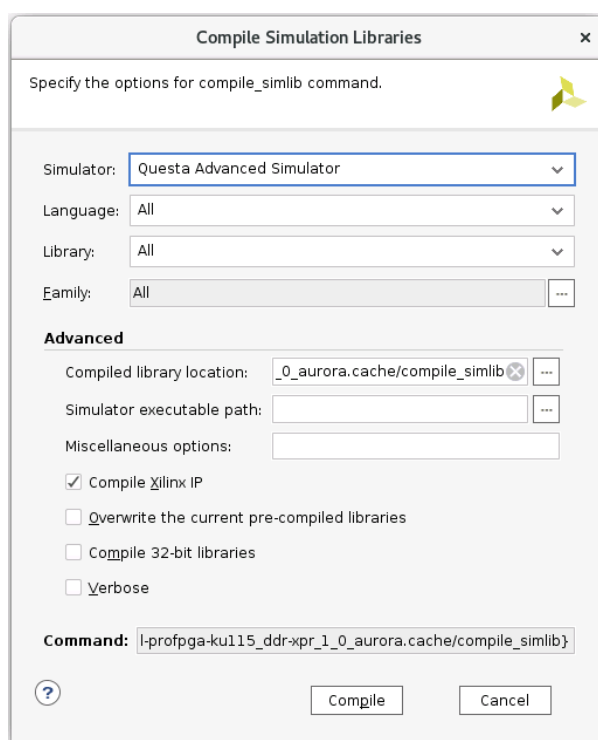 Compile Simulation Libraries ×
Specify the options for compile_simlib command.
Simulator: Questa Advanced Simulator
Language: All
Library: All
Family: All ...
Advanced
Compiled library location: _0_aurora.cache/compile_simlib ...
Simulator executable path: ...
Miscellaneous options:
Compile Xilinx IP
Overwrite the current pre-compiled libraries
Compile 32-bit libraries
Verbose
Command: l-profpga-ku115_ddr-xpr_1_0_aurora.cache/compile_simlib}
? Compile Cancel